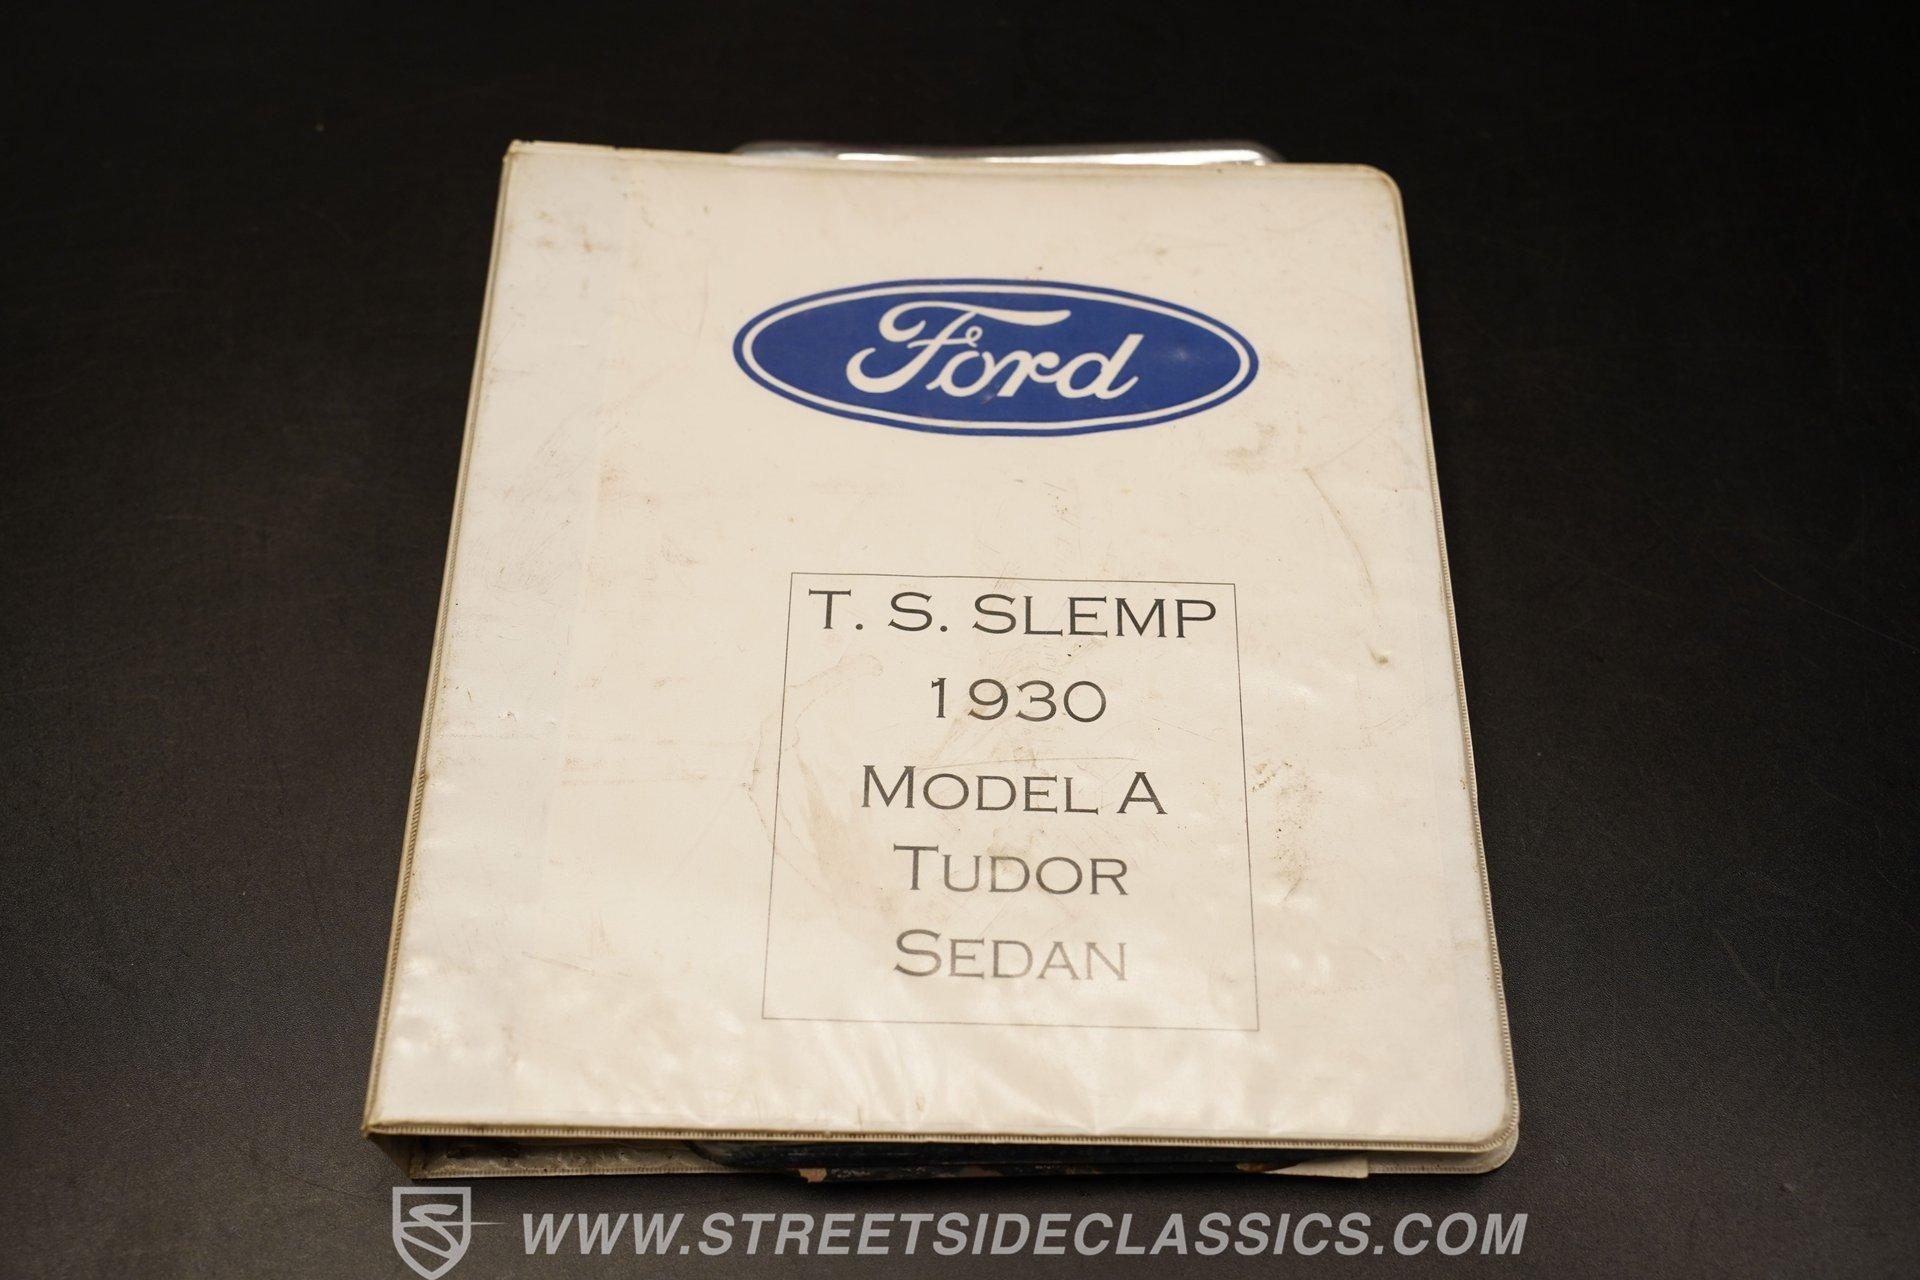 Ford
T. S. SLEMP
1930
MODEL A
TUDOR
SEDAN
WWW.STREETSIDECLASSICS.COM